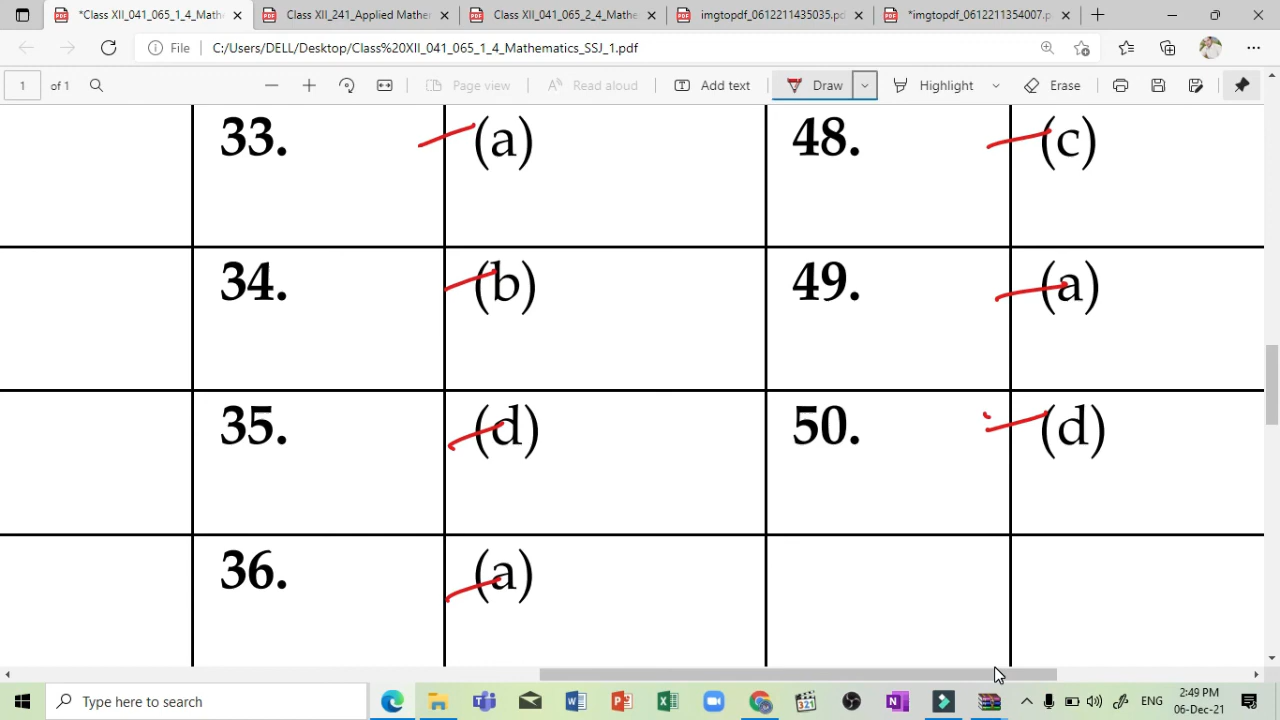 *Class XII_041_065_1_4_Math
Class XII_241_Applied Mathe
Class XII_041_065_2_4_Mathe
imgtopdf_0612211435035.pd
*imgtopdf_0612211354007.p
File
C:/Users/DELL/Desktop/Class%20XII_041_065_1_4_Mathematics_SSJ_1.pdf
1 of 1
Page view
Read aloud
Add text
Draw
Highlight
Erase
33. (a) 48. (c)
34. (b) 49. (a)
35. (d) 50. (d)
36. (a)
Type here to search
321
ENG
2:49 PM
06-Dec-21